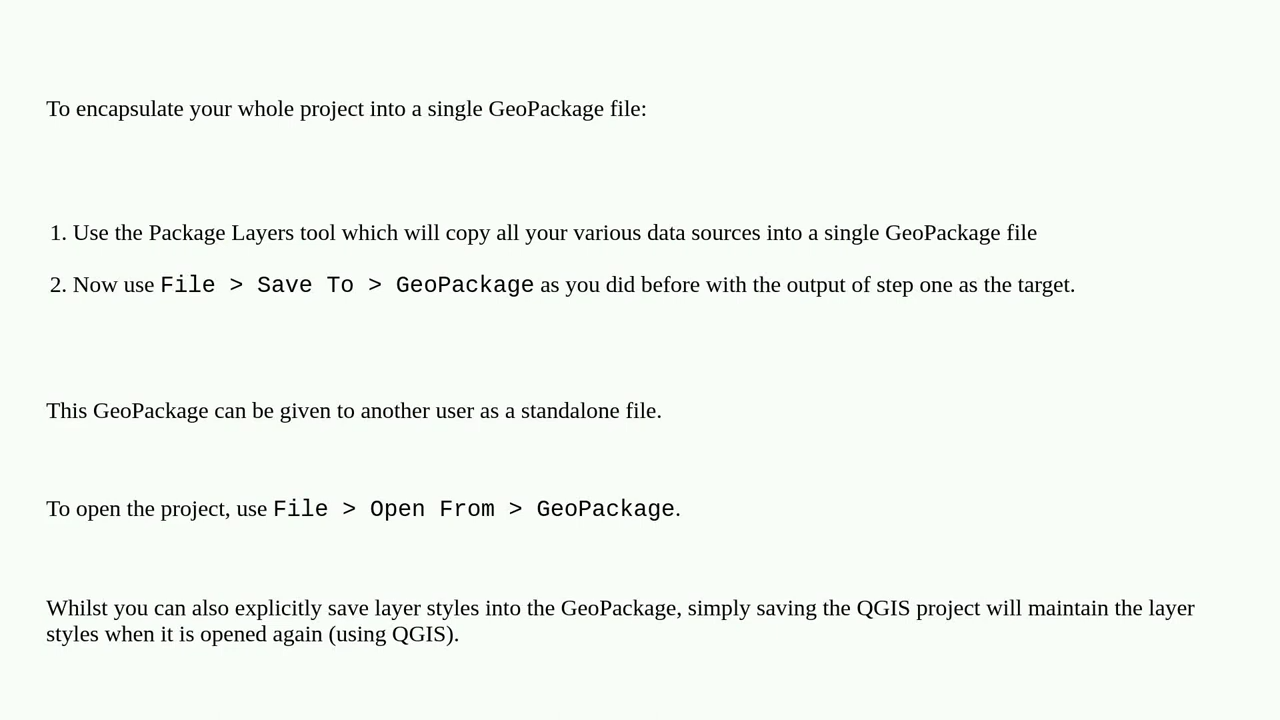 To encapsulate your whole project into a single GeoPackage file:
1. Use the Package Layers tool which will copy all your various data sources into a single GeoPackage file
2. Now use File > Save To > GeoPackage as you did before with the output of step one as the target.
This GeoPackage can be given to another user as a standalone file.
To open the project, use File > Open From > GeoPackage.
Whilst you can also explicitly save layer styles into the GeoPackage, simply saving the QGIS project will maintain the layer
styles when it is opened again (using QGIS).